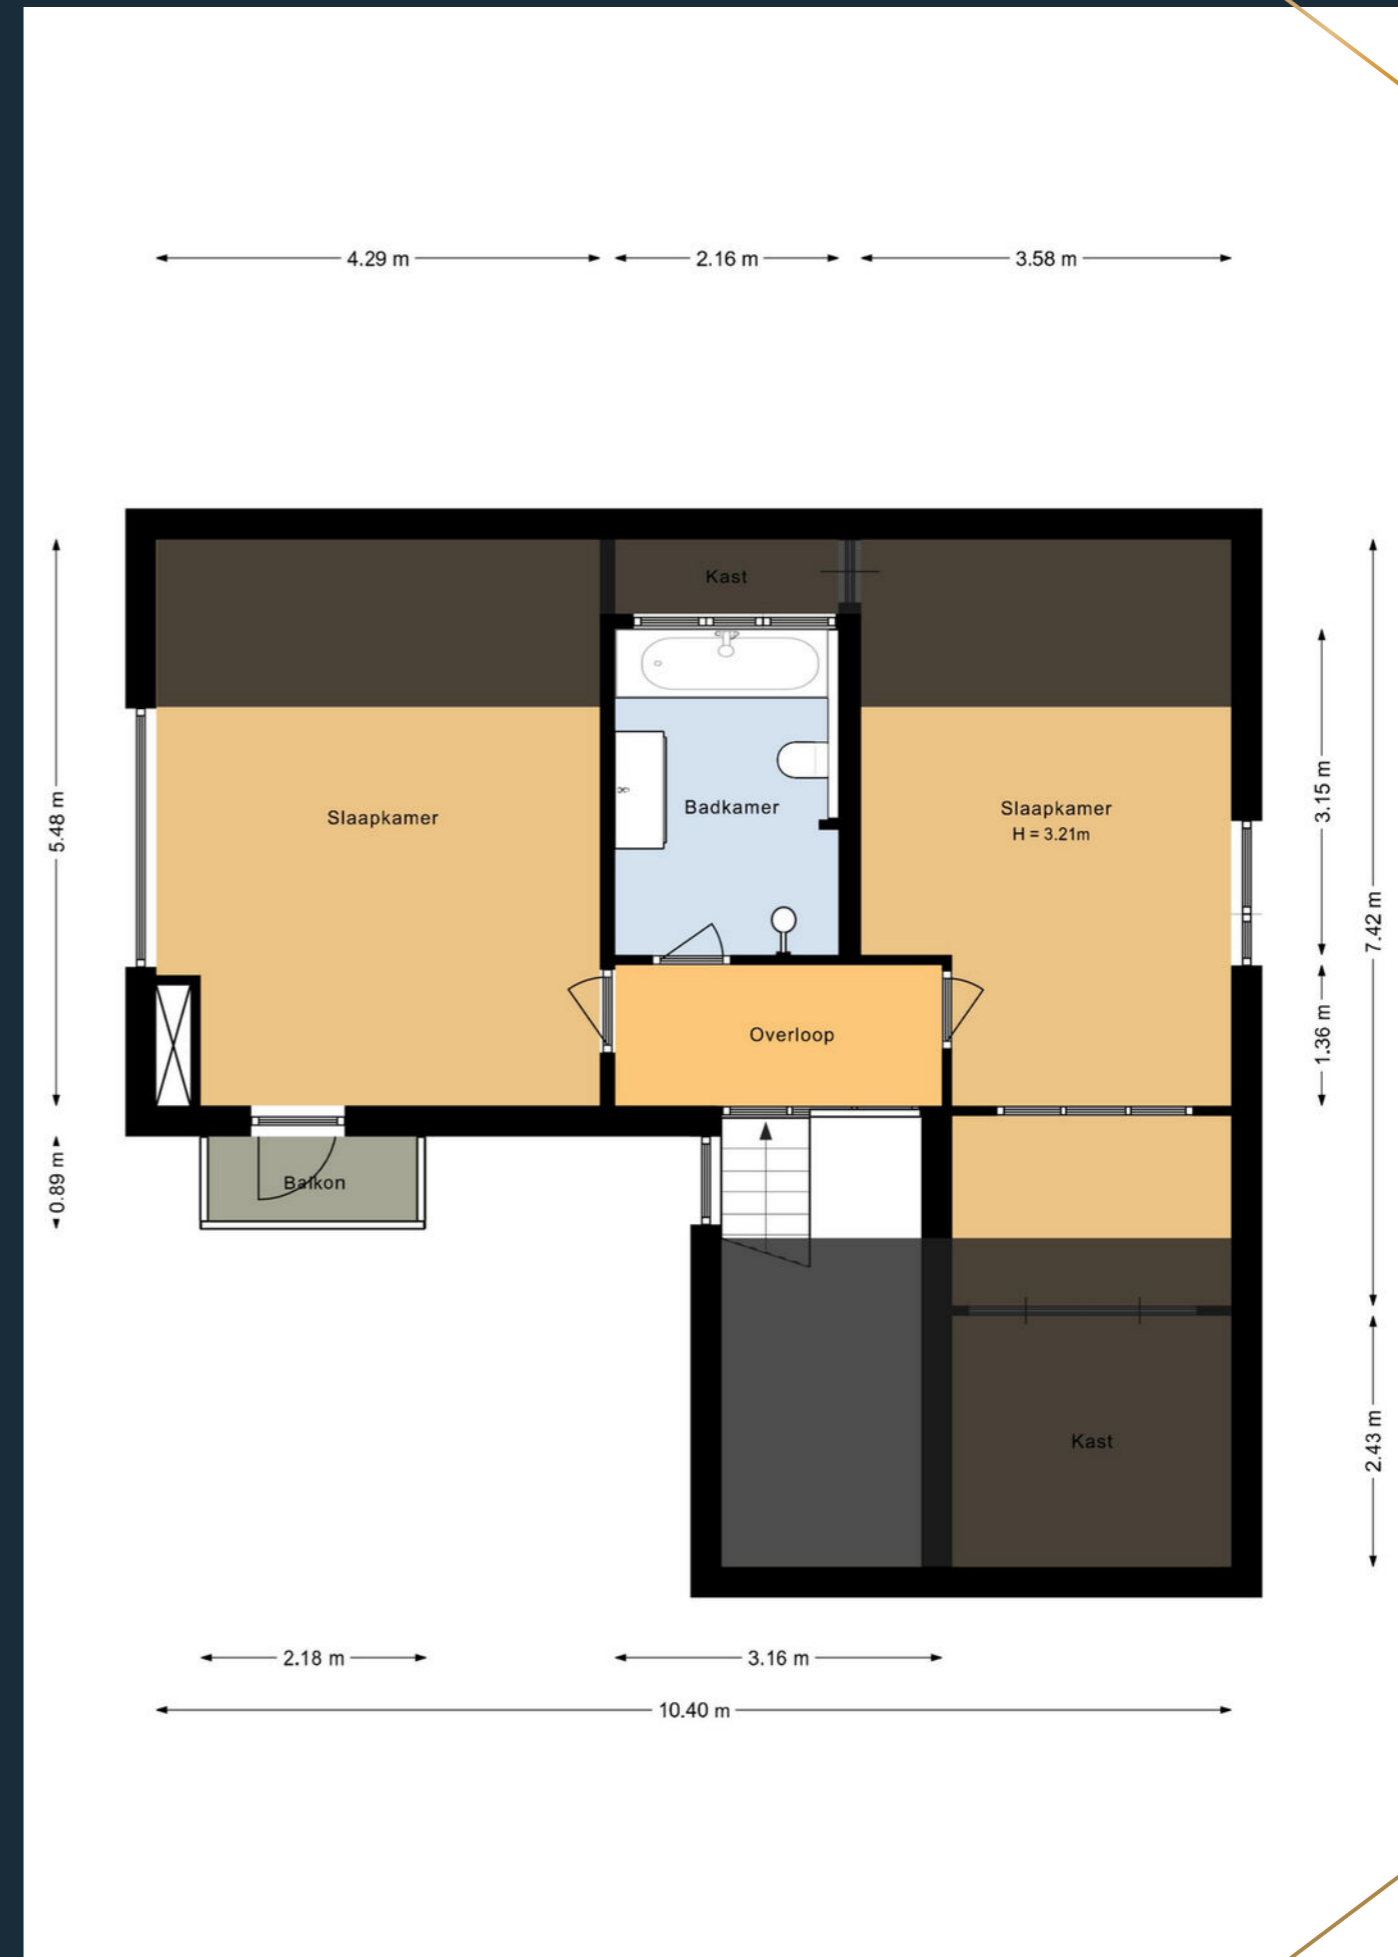 4.29 m
2.16 m
3.58 m
Kast
5.48 m
3.15 m
Slaapkamer
Badkamer
Slaapkamer
H = 3.21m
7.42 m
1.36 m
Overloop
0.89 m
Balkon
2.43 m
Kast
2.18 m
3.16 m
10.40 m